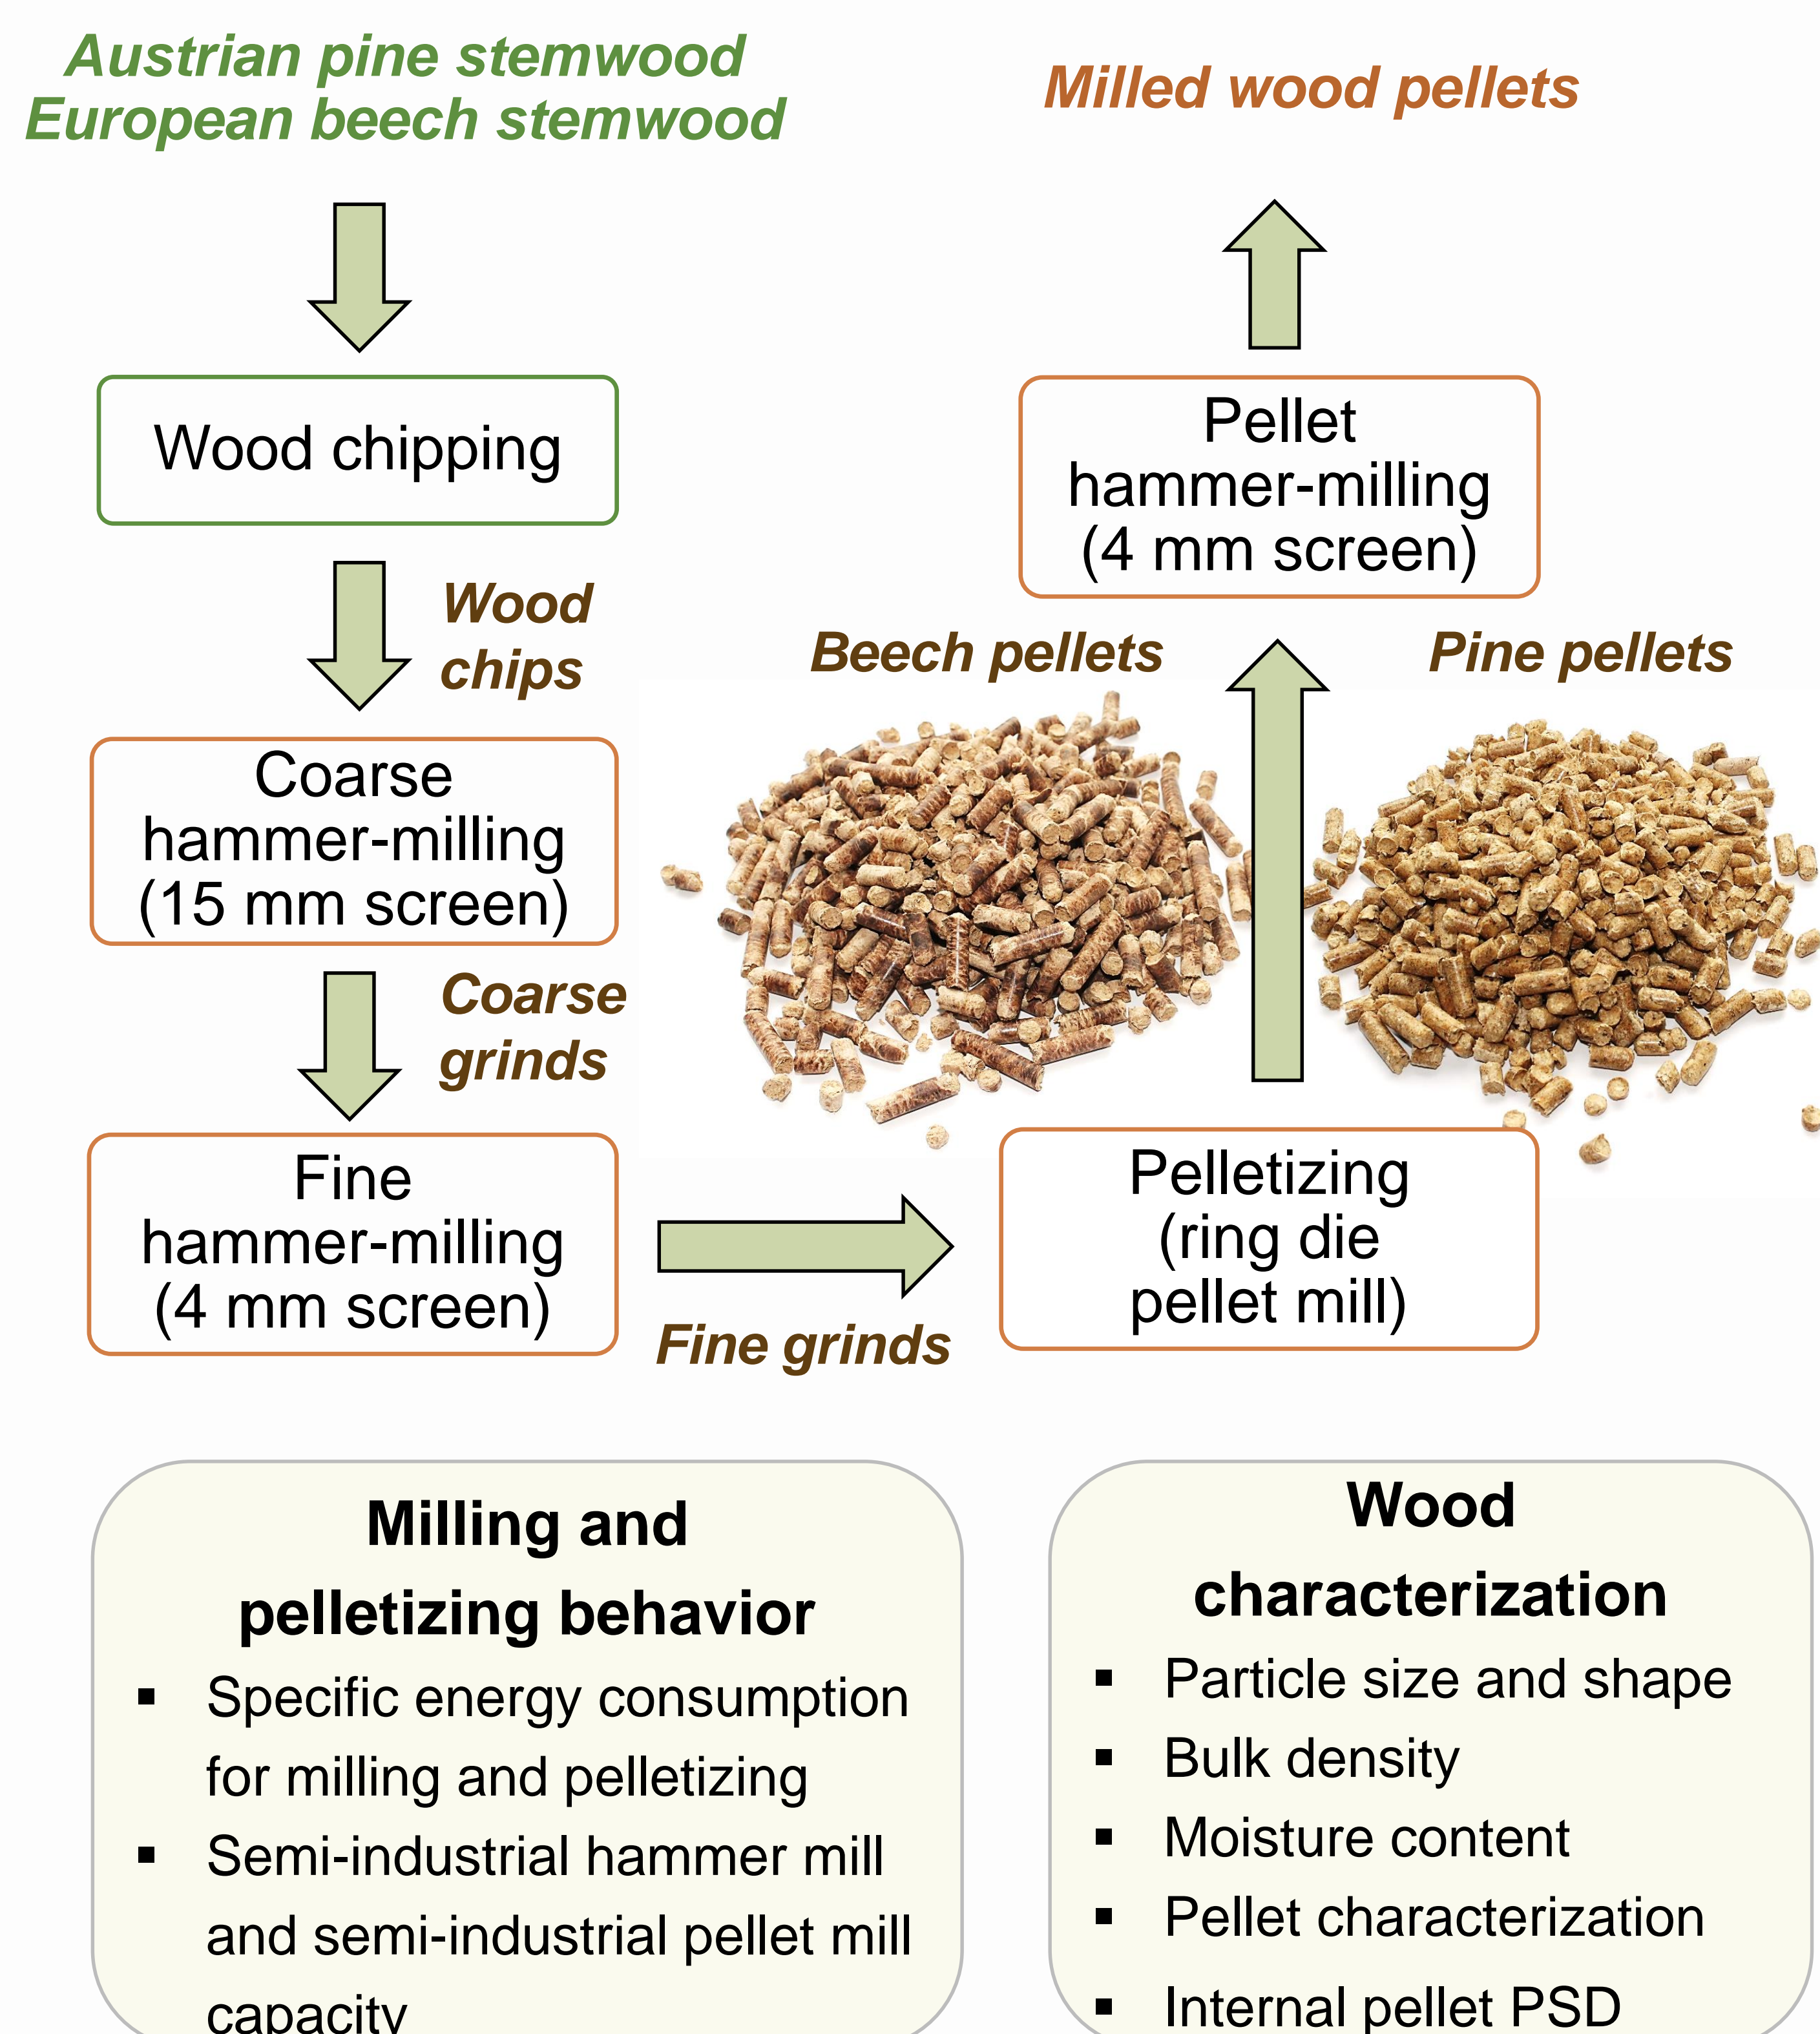 Austrian pine stemwood
European beech stemwood
Wood chipping
Wood
chips
Coarse
hammer-milling
(15 mm screen)
Coarse
grinds
Fine
hammer-milling
(4 mm screen)
Fine grinds
Pelletizing
(ring die
pellet mill)
Beech pellets
Pine pellets
Pellet
hammer-milling
(4 mm screen)
Milled wood pellets
Milling and
pelletizing behavior
▪ Specific energy consumption
for milling and pelletizing
▪ Semi-industrial hammer mill
and semi-industrial pellet mill
capacity
Wood
characterization
▪ Particle size and shape
▪ Bulk density
▪ Moisture content
▪ Pellet characterization
▪ Internal pellet PSD